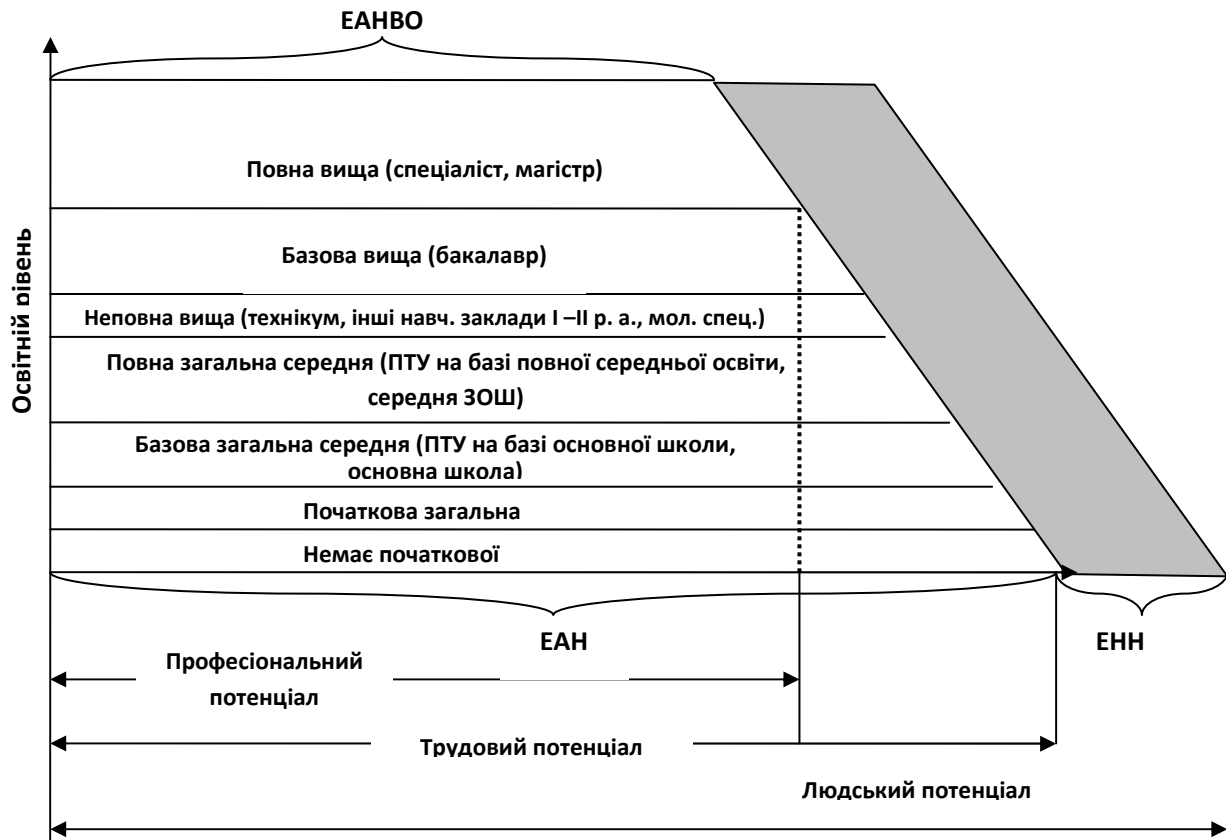 ЕАНВО
Повна вища (спеціаліст, магістр)
Базова вища (бакалавр)
Неповна вища (технікум, інші навч. заклади І –ІІ р. а., мол. спец.)
Повна загальна середня (ПТУ на базі повної середньої освіти,
середня ЗОШ)
Базова загальна середня (ПТУ на базі основної школи,
основна школа)
Початкова загальна
Немає початкової
Освітній рівень
ЕАН
ЕНН
Професіональний
потенціал
Трудовий потенціал
Людський потенціал